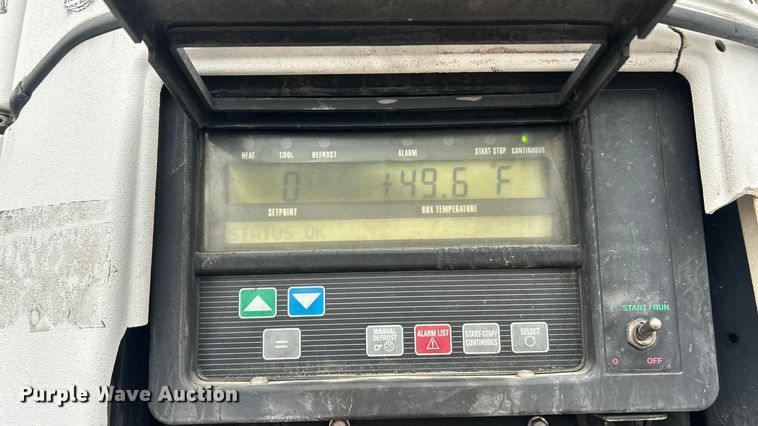 HEAT COOL DEFROST ALARM START-STOP CONTINUOUS
0 +49.6 F
SETPOINT BOX TEMPERATURE
STATUS OK
I START / RUN
MANUAL DEFROST
ALARM LIST
START-STOP/ CONTINUOUS
SELECT
=
O OFF
Purple Wave Auction